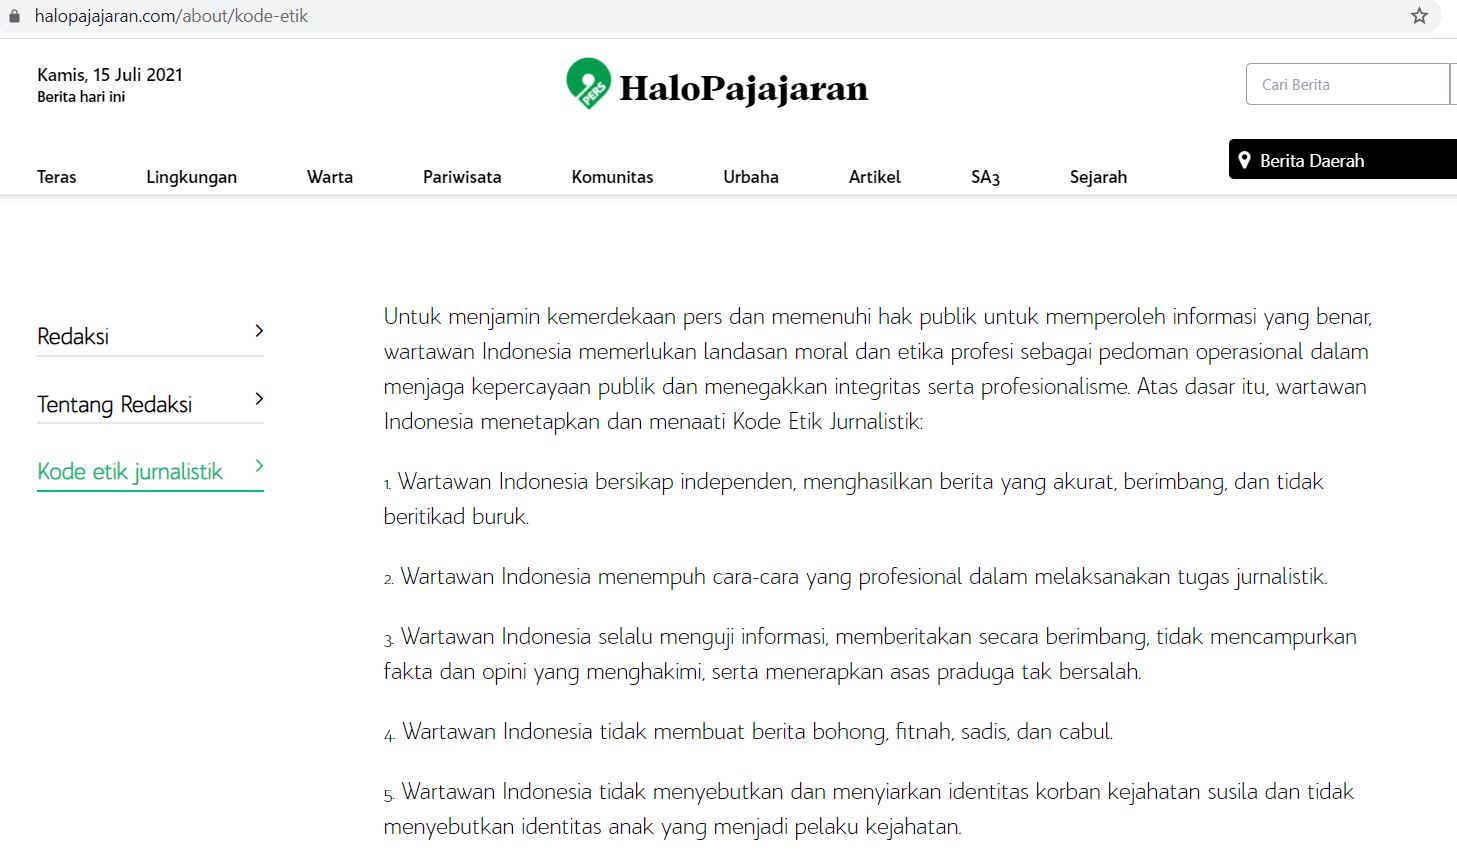 halopajajaran.com/about/kode-etik
Kamis, 15 Juli 2021
Berita hari ini
PERS
HaloPajajaran
Cari Berita
Berita Daerah
Teras
Lingkungan
Warta
Pariwisata
Komunitas
Urbaha
Artikel
SA3
Sejarah
Redaksi
Tentang Redaksi
Kode etik jurnalistik
Untuk menjamin kemerdekaan pers dan memenuhi hak publik untuk memperoleh informasi yang benar,
wartawan Indonesia memerlukan landasan moral dan etika profesi sebagai pedoman operasional dalam
menjaga kepercayaan publik dan menegakkan integritas serta profesionalisme. Atas dasar itu, wartawan
Indonesia menetapkan dan menaati Kode Etik Jurnalistik:
1. Wartawan Indonesia bersikap independen, menghasilkan berita yang akurat, berimbang, dan tidak
beritikad buruk.
2. Wartawan Indonesia menempuh cara-cara yang profesional dalam melaksanakan tugas jurnalistik.
3. Wartawan Indonesia selalu menguji informasi, memberitakan secara berimbang, tidak mencampurkan
fakta dan opini yang menghakimi, serta menerapkan asas praduga tak bersalah.
4. Wartawan Indonesia tidak membuat berita bohong, fitnah, sadis, dan cabul.
5. Wartawan Indonesia tidak menyebutkan dan menyiarkan identitas korban kejahatan susila dan tidak
menyebutkan identitas anak yang menjadi pelaku kejahatan.